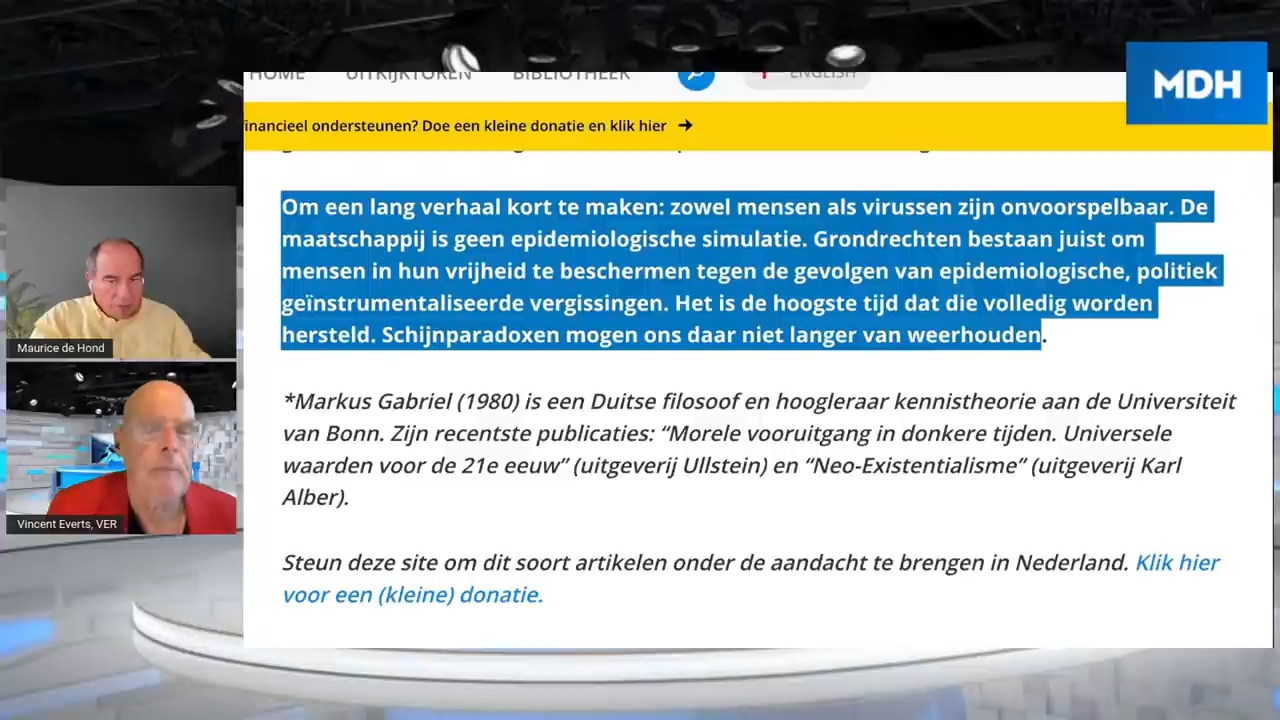 HOME UITKIJKTOREN BIBLIOTHEEK ENGLISH
MDH
financieel ondersteunen? Doe een kleine donatie en klik hier →
Om een lang verhaal kort te maken: zowel mensen als virussen zijn onvoorspelbaar. De
maatschappij is geen epidemiologische simulatie. Grondrechten bestaan juist om
mensen in hun vrijheid te beschermen tegen de gevolgen van epidemiologische, politiek
geïnstrumentaliseerde vergissingen. Het is de hoogste tijd dat die volledig worden
hersteld. Schijnparadoxen mogen ons daar niet langer van weerhouden.
*Markus Gabriel (1980) is een Duitse filosoof en hoogleraar kennistheorie aan de Universiteit
van Bonn. Zijn recentste publicaties: “Morele vooruitgang in donkere tijden. Universele
waarden voor de 21e eeuw” (uitgeverij Ullstein) en “Neo-Existentialisme” (uitgeverij Karl
Alber).
Steun deze site om dit soort artikelen onder de aandacht te brengen in Nederland. Klik hier
voor een (kleine) donatie.
Maurice de Hond
Vincent Everts, VER